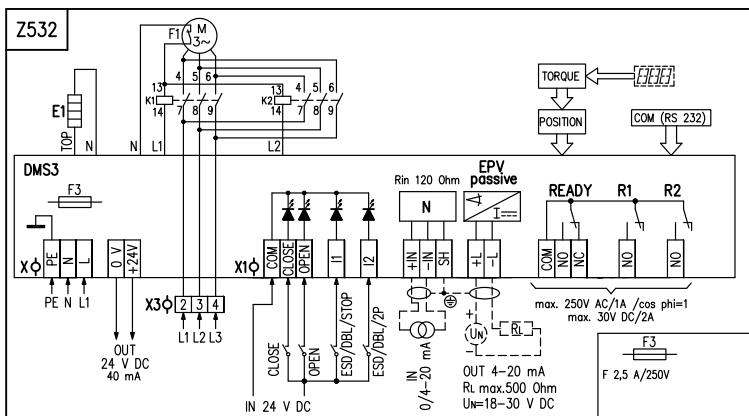 Z532
F1
M
3~
4 5 6
4 5 6
13
K1
14
7 8 9
13
K2
14
7 8 9
E1
TOP
N
N
L1
L2
TORQUE
POSITION
COM (RS 232)
DMS3
F3
Rin 120 Ohm
N
EPV
passive
READY
R1
R2
X
PE
N
L
0 V
+24V
X1
COM
CLOSE
OPEN
I1
I2
+IN
-IN
SH
+L
-L
COM
NO
NC
NO
NO
PE N L1
X3
2 3 4
L1 L2 L3
OUT
24 V DC
40 mA
CLOSE
OPEN
ESD/DBL/STOP
ESD/DBL/2P
IN 24 V DC
IN
0/4-20 mA
+
UN
−
RL
OUT 4-20 mA
RL max.500 Ohm
UN=18-30 V DC
max. 250V AC/1A /cos phi=1
max. 30V DC/2A
F3
F 2,5 A/250V